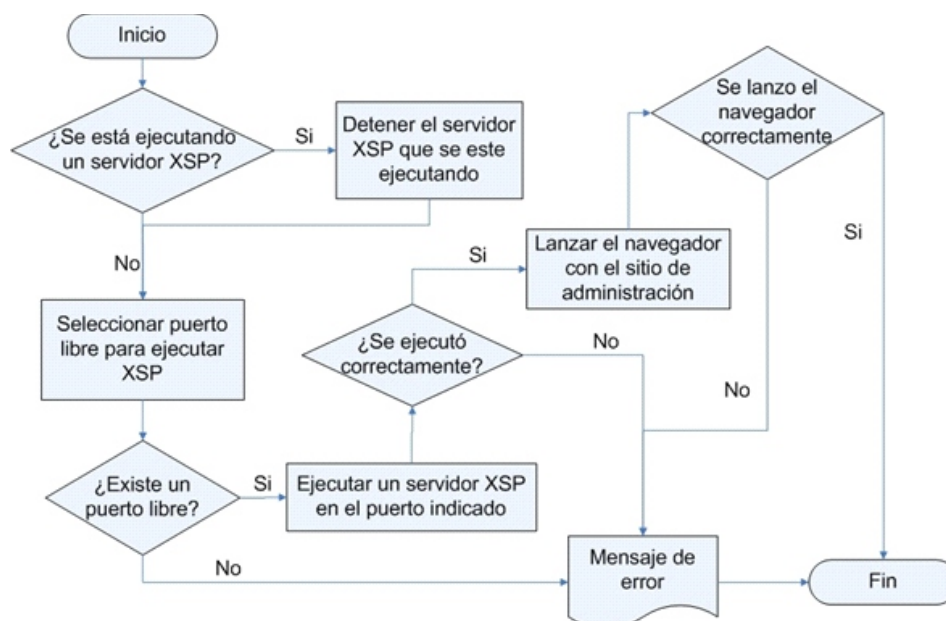 Inicio
¿Se está ejecutando
un servidor XSP?
Si
Detener el servidor
XSP que se este
ejecutando
No
Seleccionar puerto
libre para ejecutar
XSP
¿Existe un
puerto libre?
Si
Ejecutar un servidor XSP
en el puerto indicado
No
¿Se ejecutó
correctamente?
Si
Lanzar el navegador
con el sitio de
administración
No
Se lanzo el
navegador
correctamente
Si
No
Mensaje de
error
Fin